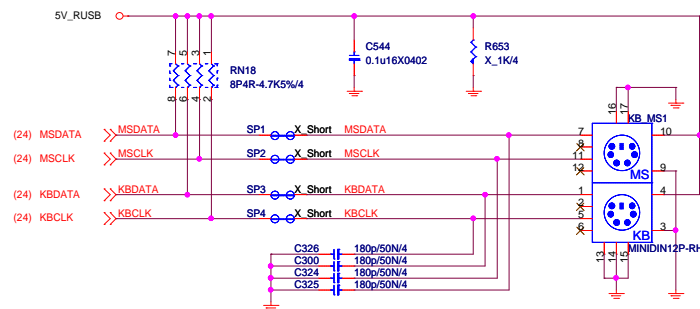 5V_RUSB
7 5 3 1
C544
0.1u16X0402
R653
X_1K/4
RN18
8P4R-4.7K5%/4
8 6 4 2
16 17
KB_MS1
(24) MSDATA MSDATA SP1 X_Short MSDATA 7 10
8
(24) MSCLK MSCLK SP2 X_Short MSCLK 11
12 9
MS
(24) KBDATA KBDATA SP3 X_Short KBDATA 1 4
2
(24) KBCLK KBCLK SP4 X_Short KBCLK 5
6 3
KB
MINIDIN12P-RH
13 14 15
C326 180p/50N/4
C300 180p/50N/4
C324 180p/50N/4
C325 180p/50N/4